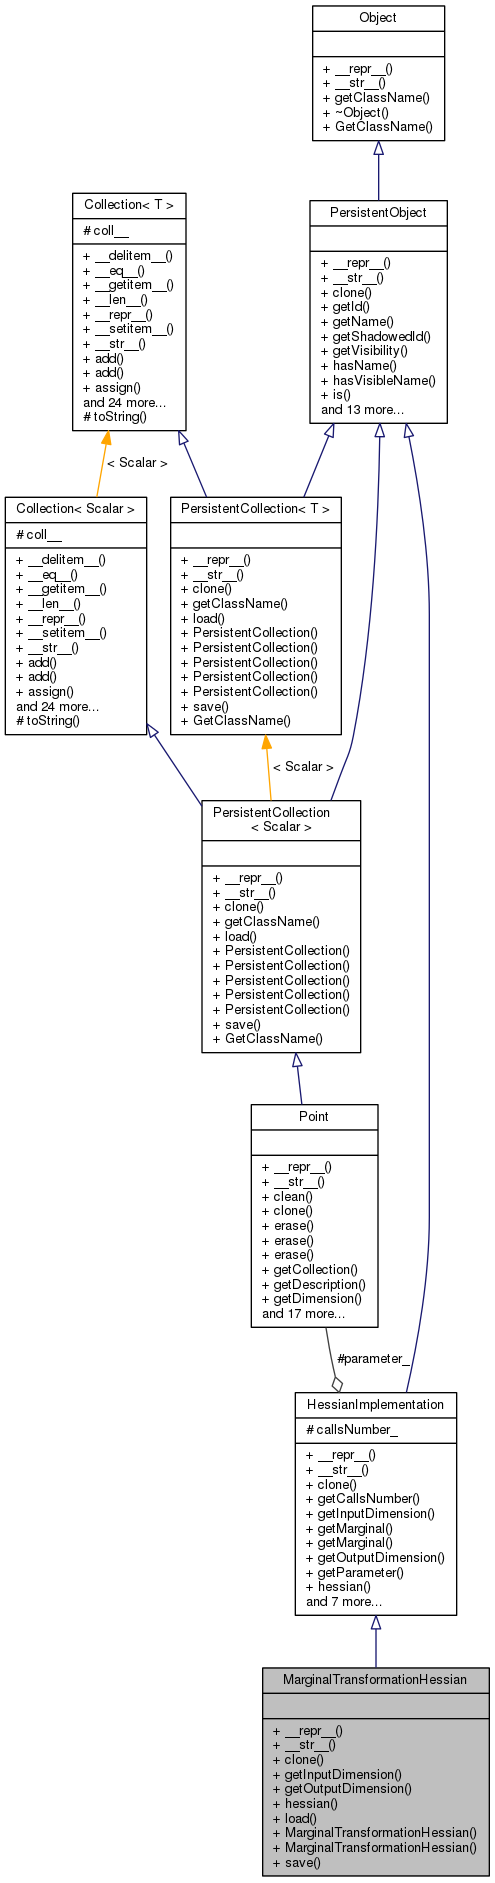 Object
+ __repr__()
+ __str__()
+ getClassName()
+ ~Object()
+ GetClassName()
Collection< T >
# coll__
+ __delitem__()
+ __eq__()
+ __getitem__()
+ __len__()
+ __repr__()
+ __setitem__()
+ __str__()
+ add()
+ add()
+ assign()
and 24 more...
# toString()
PersistentObject
+ __repr__()
+ __str__()
+ clone()
+ getId()
+ getName()
+ getShadowedId()
+ getVisibility()
+ hasName()
+ hasVisibleName()
+ is()
and 13 more...
< Scalar >
Collection< Scalar >
# coll__
+ __delitem__()
+ __eq__()
+ __getitem__()
+ __len__()
+ __repr__()
+ __setitem__()
+ __str__()
+ add()
+ add()
+ assign()
and 24 more...
# toString()
PersistentCollection< T >
+ __repr__()
+ __str__()
+ clone()
+ getClassName()
+ load()
+ PersistentCollection()
+ PersistentCollection()
+ PersistentCollection()
+ PersistentCollection()
+ PersistentCollection()
+ save()
+ GetClassName()
< Scalar >
PersistentCollection
< Scalar >
+ __repr__()
+ __str__()
+ clone()
+ getClassName()
+ load()
+ PersistentCollection()
+ PersistentCollection()
+ PersistentCollection()
+ PersistentCollection()
+ PersistentCollection()
+ save()
+ GetClassName()
Point
+ __repr__()
+ __str__()
+ clean()
+ clone()
+ erase()
+ erase()
+ erase()
+ getCollection()
+ getDescription()
+ getDimension()
and 17 more...
#parameter_
HessianImplementation
# callsNumber_
+ __repr__()
+ __str__()
+ clone()
+ getCallsNumber()
+ getInputDimension()
+ getMarginal()
+ getMarginal()
+ getOutputDimension()
+ getParameter()
+ hessian()
and 7 more...
MarginalTransformationHessian
+ __repr__()
+ __str__()
+ clone()
+ getInputDimension()
+ getOutputDimension()
+ hessian()
+ load()
+ MarginalTransformationHessian()
+ MarginalTransformationHessian()
+ save()